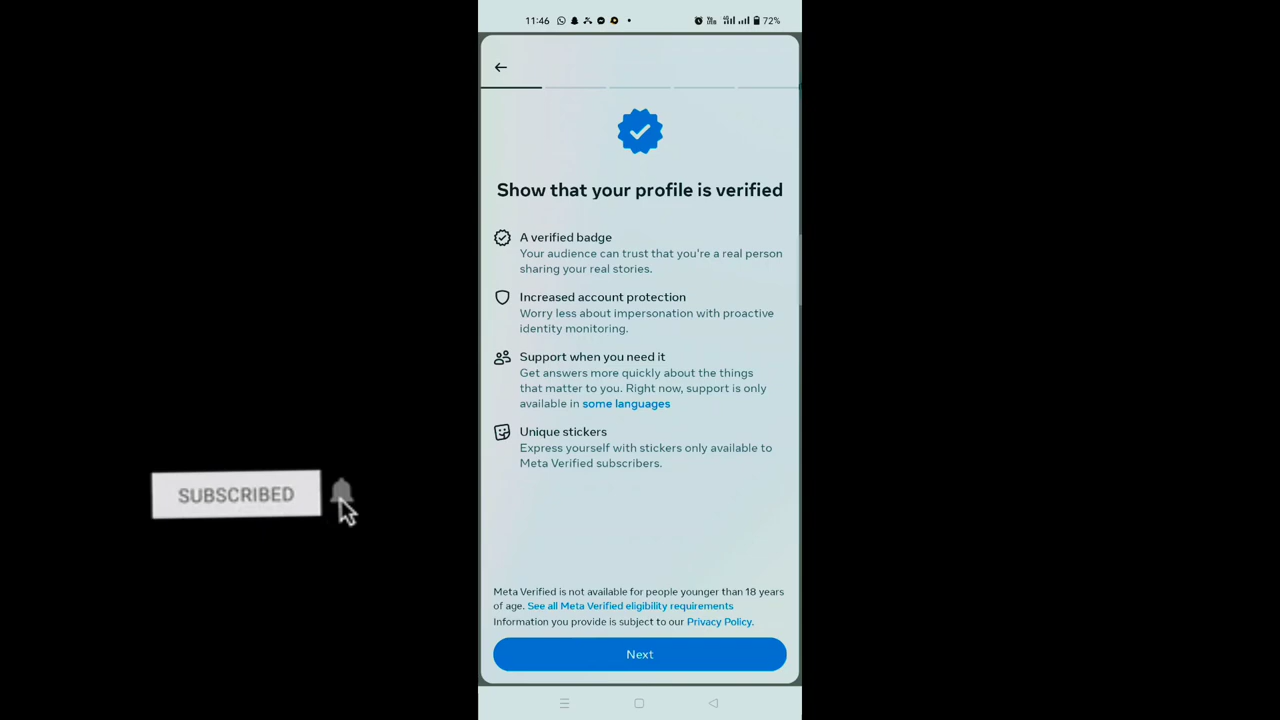 11:46
72%
Show that your profile is verified
A verified badge
Your audience can trust that you're a real person
sharing your real stories.
Increased account protection
Worry less about impersonation with proactive
identity monitoring.
Support when you need it
Get answers more quickly about the things
that matter to you. Right now, support is only
available in some languages
Unique stickers
Express yourself with stickers only available to
Meta Verified subscribers.
SUBSCRIBED
Meta Verified is not available for people younger than 18 years
of age. See all Meta Verified eligibility requirements
Information you provide is subject to our Privacy Policy.
Next